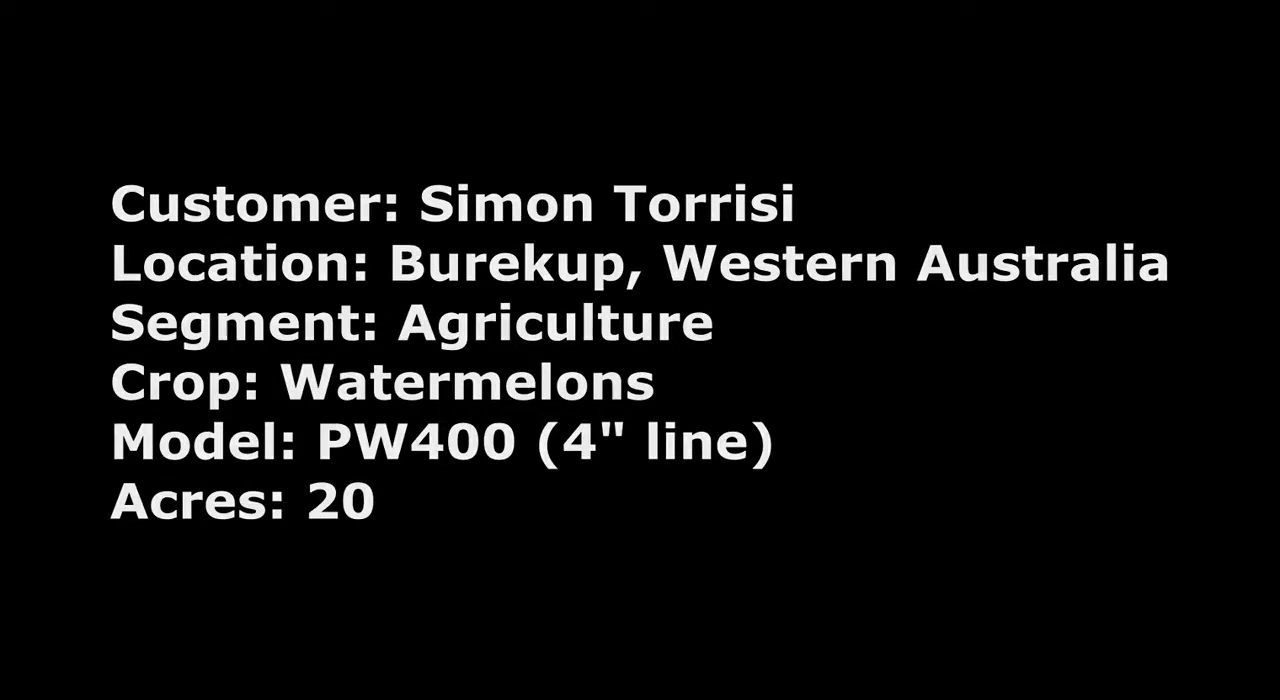 Customer: Simon Torrisi
Location: Burekup, Western Australia
Segment: Agriculture
Crop: Watermelons
Model: PW400 (4" line)
Acres: 20